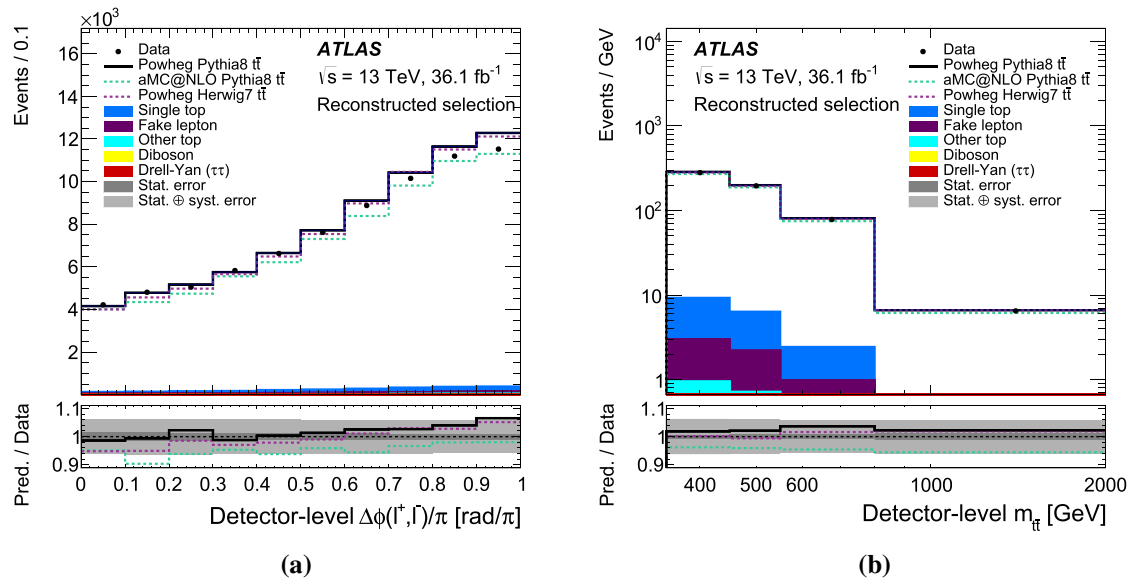 ×10³
Events / 0.1
16
14
12
10
8
6
4
2
ATLAS
√s = 13 TeV, 36.1 fb⁻¹
Reconstructed selection
Data
Powheg Pythia8 tt̄
aMC@NLO Pythia8 tt̄
Powheg Herwig7 tt̄
Single top
Fake lepton
Other top
Diboson
Drell-Yan (ττ)
Stat. error
Stat. ⊕ syst. error
Pred. / Data
1.1
1
0.9
0 0.1 0.2 0.3 0.4 0.5 0.6 0.7 0.8 0.9 1
Detector-level Δϕ(l⁺,l⁻)/π [rad/π]
(a)
Events / GeV
10⁴
10³
10²
10
1
ATLAS
√s = 13 TeV, 36.1 fb⁻¹
Reconstructed selection
Data
Powheg Pythia8 tt̄
aMC@NLO Pythia8 tt̄
Powheg Herwig7 tt̄
Single top
Fake lepton
Other top
Diboson
Drell-Yan (ττ)
Stat. error
Stat. ⊕ syst. error
Pred. / Data
1.1
1
0.9
400 500 600 1000 2000
Detector-level m_tt̄ [GeV]
(b)